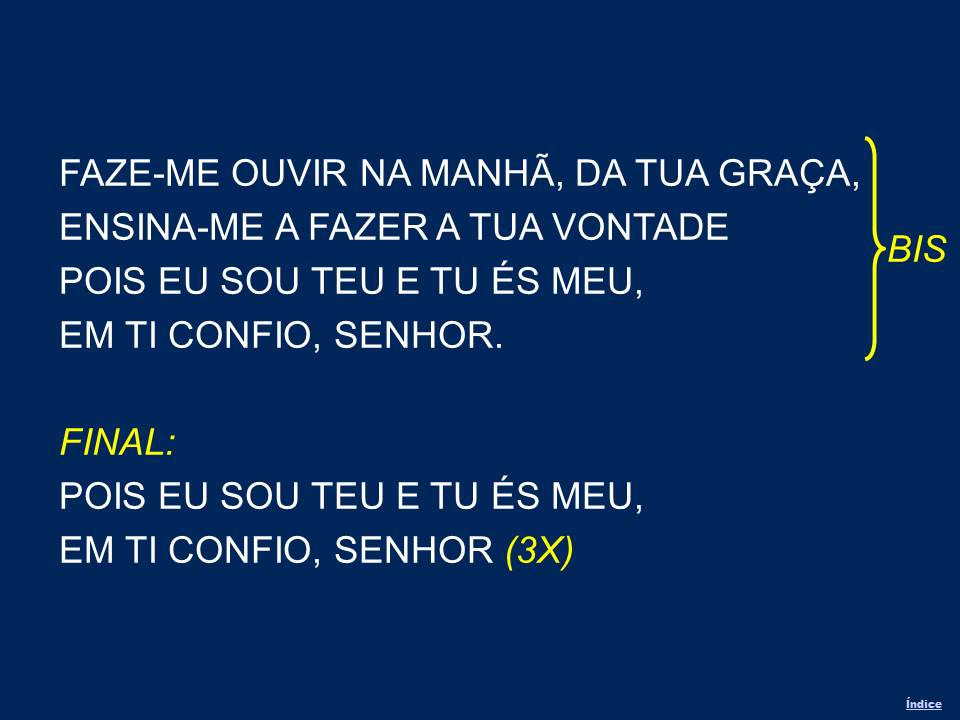 FAZE-ME OUVIR NA MANHÃ, DA TUA GRAÇA,
ENSINA-ME A FAZER A TUA VONTADE
POIS EU SOU TEU E TU ÉS MEU,
EM TI CONFIO, SENHOR.
BIS
FINAL:
POIS EU SOU TEU E TU ÉS MEU,
EM TI CONFIO, SENHOR (3X)
Índice